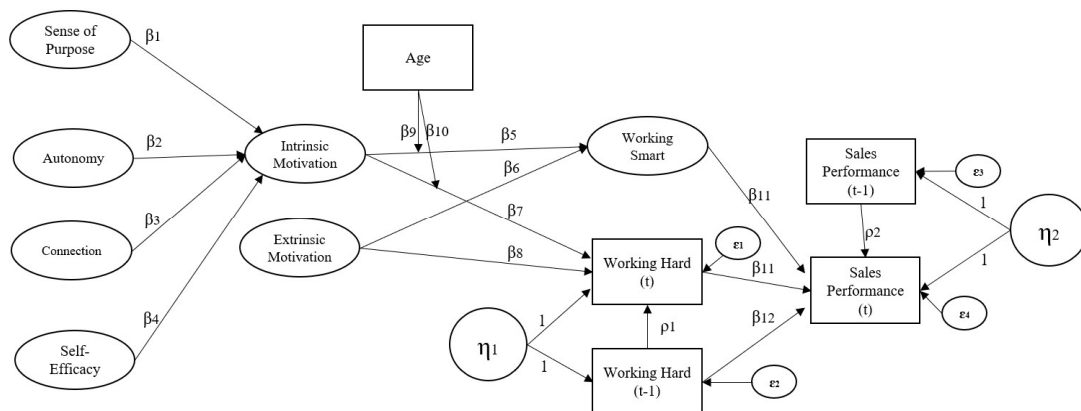 Sense of
Purpose
β1
Age
Autonomy
β2
Intrinsic
Motivation
β9
β10
β5
Working
Smart
β6
Sales
Performance
(t-1)
ε3
β3
Connection
Extrinsic
Motivation
β7
β8
β11
1
η2
ρ2
1
ε1
Working Hard
(t)
β11
Sales
Performance
(t)
ε4
β4
Self-
Efficacy
η1
1
1
ρ1
β12
Working Hard
(t-1)
ε2